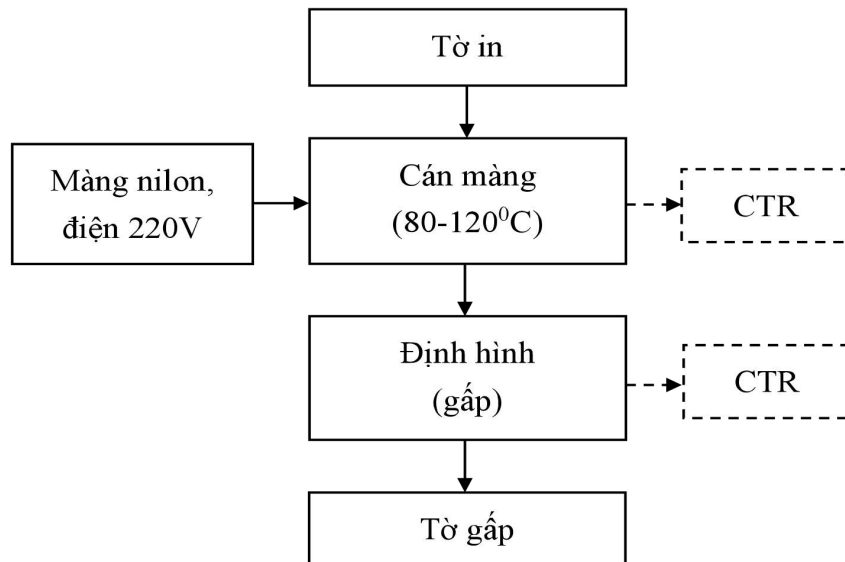 Tờ in
Màng nilon,
điện 220V
Cán màng
(80-120⁰C)
CTR
Định hình
(gấp)
CTR
Tờ gấp